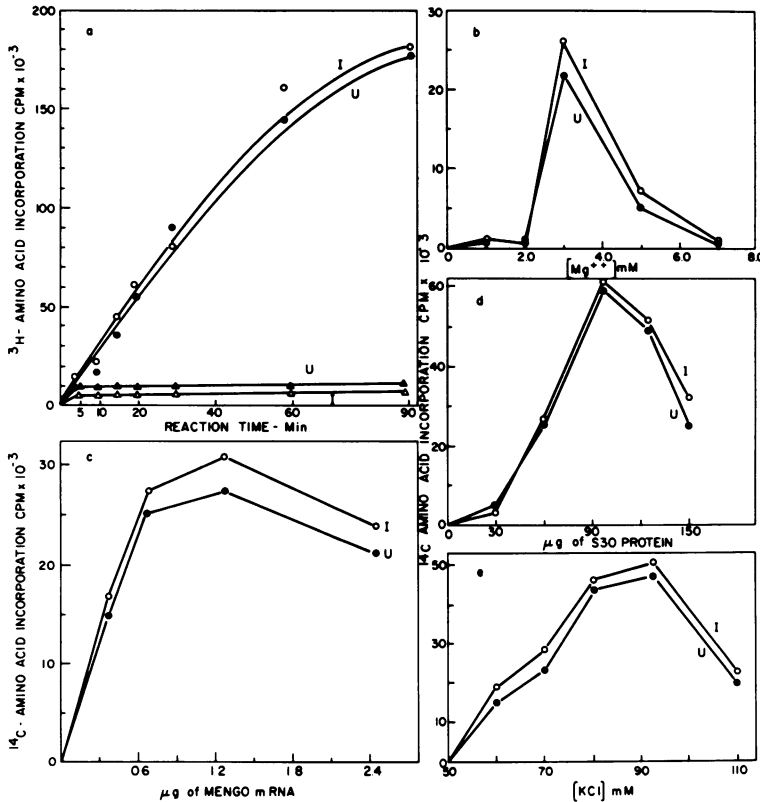 a
³H- AMINO ACID INCORPORATION CPM x 10⁻³
200
150
100
50
0
I
U
U
I
5 10 20 40 60 90
REACTION TIME - Min
b
30
20
10
0
I
U
0 2.0 4.0 6.0 8.0
[Mg⁺⁺] mM
c
¹⁴C - AMINO ACID INCORPORATION CPM x 10⁻³
30
20
10
0
I
U
0.6 1.2 1.8 2.4
μg of MENGO mRNA
¹⁴C AMINO ACID INCORPORATION CPM x 10⁻³
d
60
40
20
0
I
U
0 30 90 150
μg of S30 PROTEIN
e
50
30
10
0
I
U
50 70 90 110
[KCl] mM